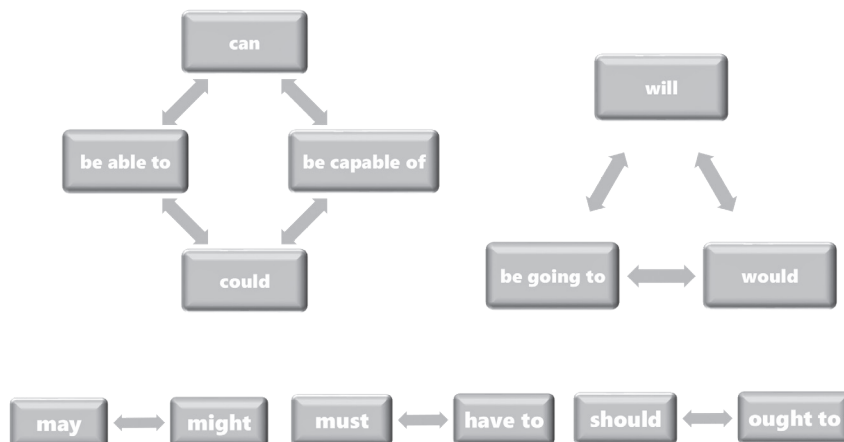 can
will
be able to
be capable of
could
be going to
would
may
might
must
have to
should
ought to